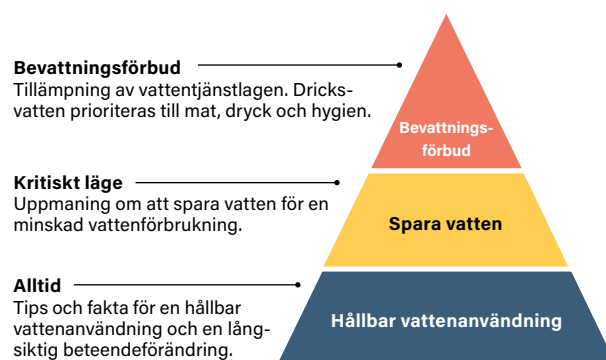 Bevattningsförbud
Tillämpning av vattentjänstlagen. Dricks-
vatten prioriteras till mat, dryck och hygien.
Bevattnings-
förbud
Kritiskt läge
Uppmaning om att spara vatten för en
minskad vattenförbrukning.
Spara vatten
Alltid
Tips och fakta för en hållbar
vattenanvändning och en lång-
siktig beteendeförändring.
Hållbar vattenanvändning